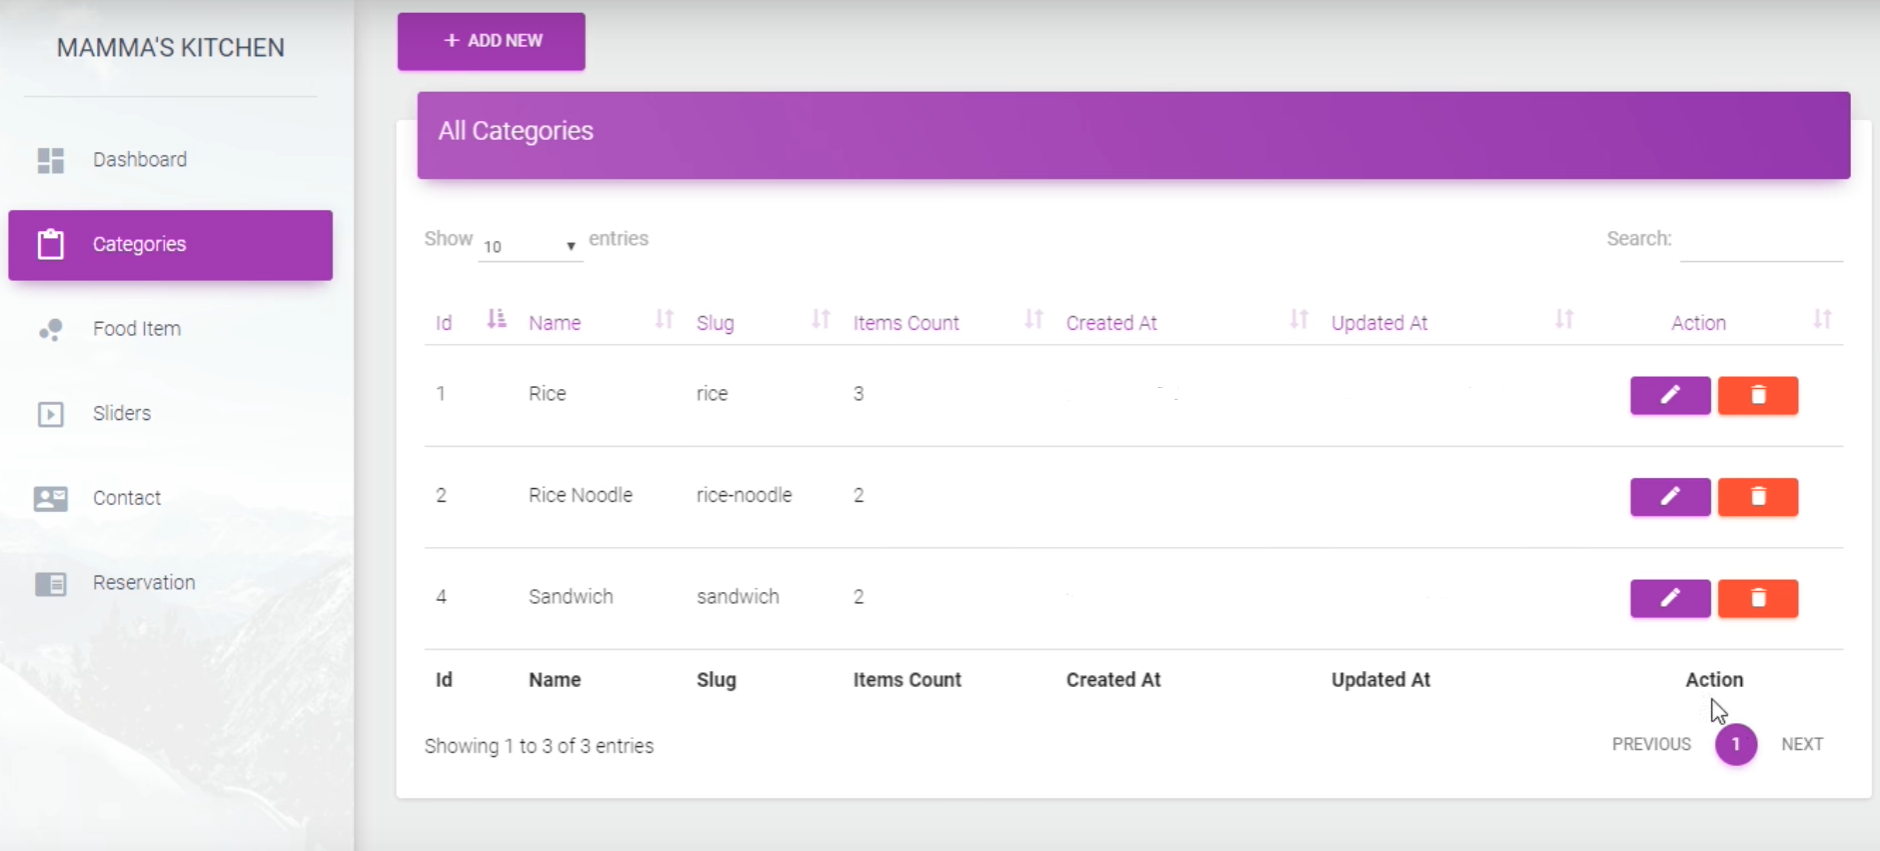 MAMMA'S KITCHEN
Dashboard
Categories
Food Item
Sliders
Contact
Reservation
+ ADD NEW
All Categories
Show 10 entries
Search:
Id Name Slug Items Count Created At Updated At Action
1 Rice rice 3
2 Rice Noodle rice-noodle 2
4 Sandwich sandwich 2
Id Name Slug Items Count Created At Updated At Action
Showing 1 to 3 of 3 entries
PREVIOUS 1 NEXT